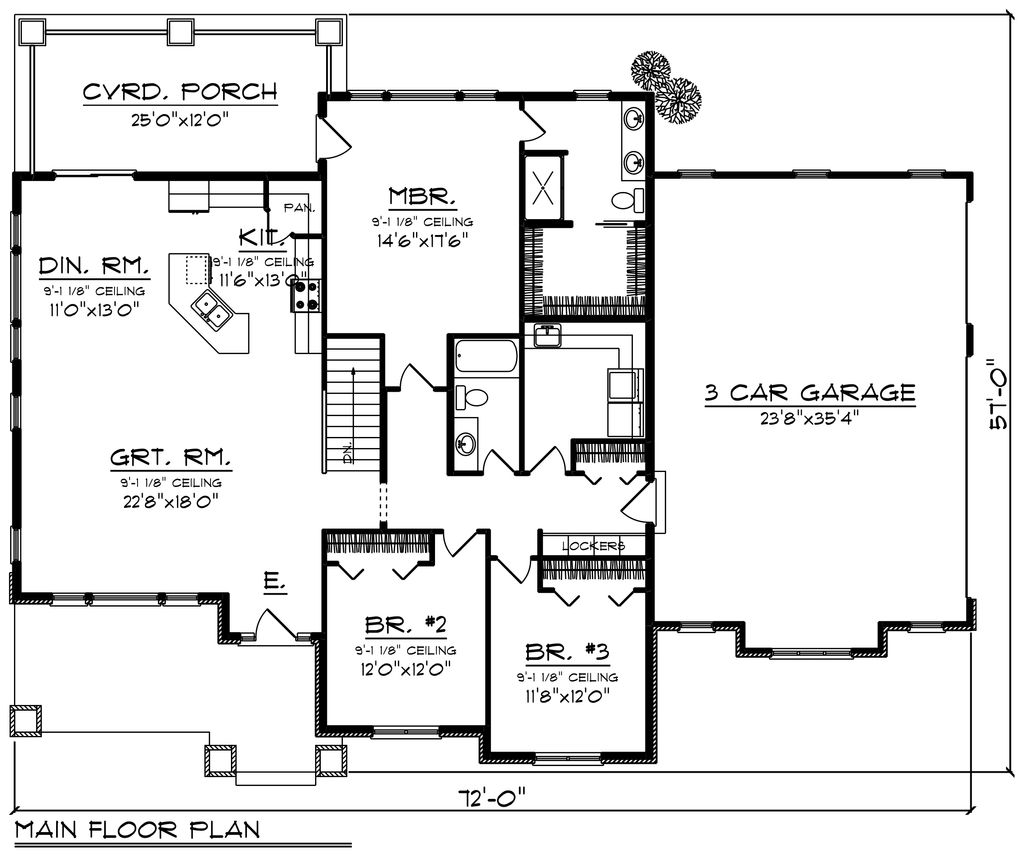 CVRD. PORCH
25'0"x12'0"
MBR.
9'-1 1/8" CEILING
14'6"x17'6"
PAN.
KIT.
9'-1 1/8" CEILING
11'6"x13'0"
DIN. RM.
9'-1 1/8" CEILING
11'0"x13'0"
3 CAR GARAGE
23'8"x35'4"
57'-0"
DN.
GRT. RM.
9'-1 1/8" CEILING
22'8"x18'0"
LOCKERS
E.
BR. #2
9'-1 1/8" CEILING
12'0"x12'0"
BR. #3
9'-1 1/8" CEILING
11'8"x12'0"
72'-0"
MAIN FLOOR PLAN